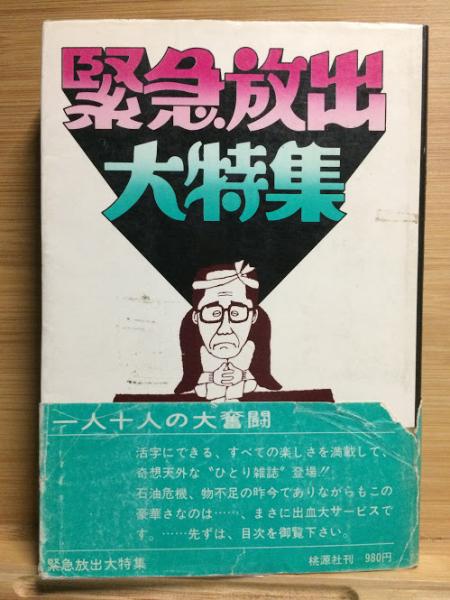 緊急放出
大特集
一人十人の大奮闘
活字にできる、すべての楽しさを満載して、
奇想天外な〝ひとり雑誌〟登場!!
石油危機、物不足の昨今でありながらもこの
豪華さなのは……、まさに出血大サービスで
す。……先ずは、目次を御覧下さい。
緊急放出大特集
桃源社刊 980円